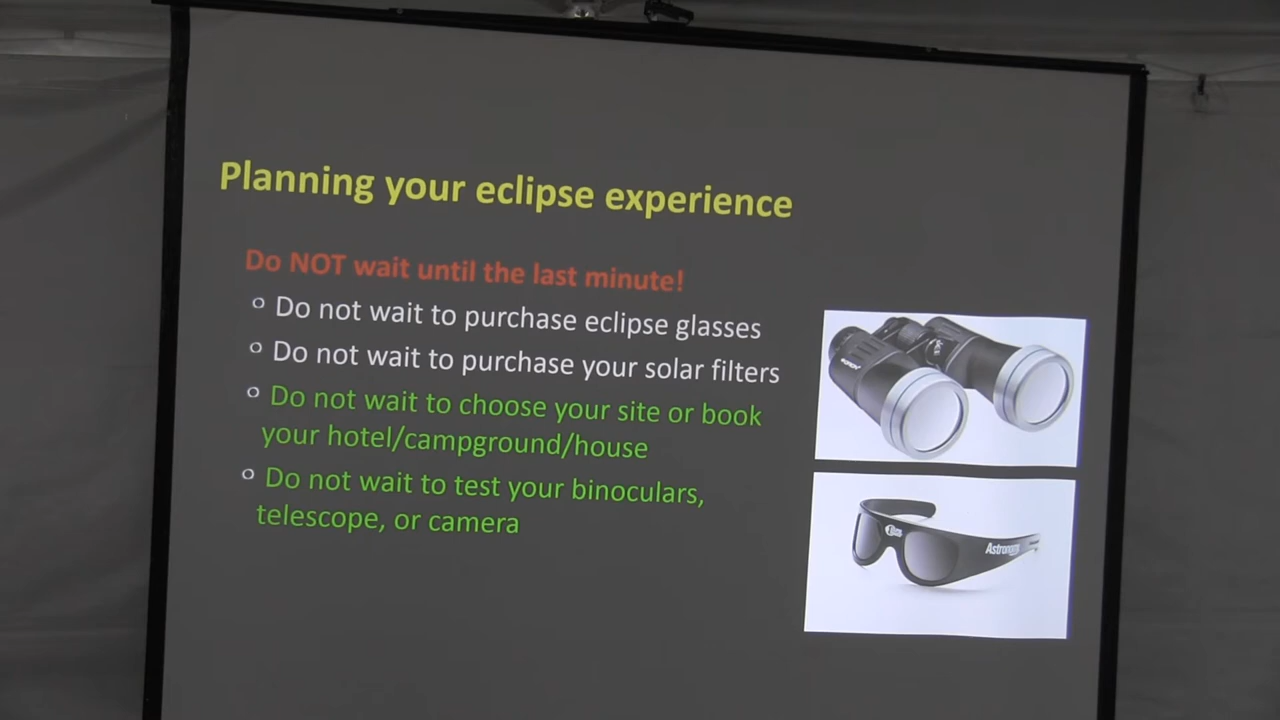 Planning your eclipse experience
Do NOT wait until the last minute!
Do not wait to purchase eclipse glasses
Do not wait to purchase your solar filters
Do not wait to choose your site or book
your hotel/campground/house
Do not wait to test your binoculars,
telescope, or camera
Astronomy